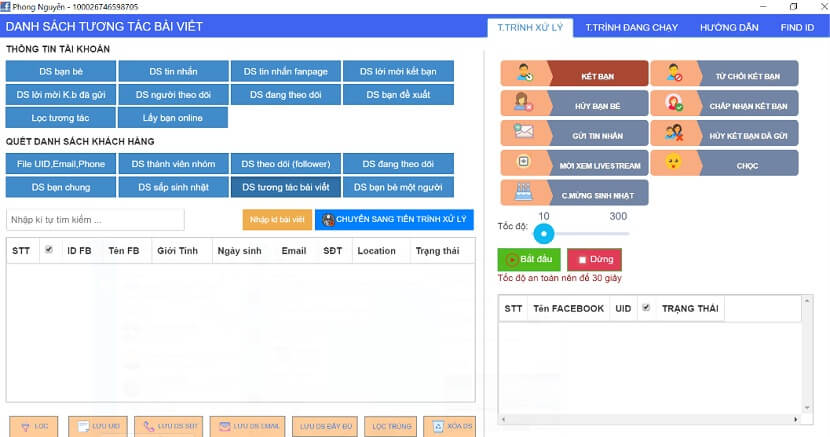 Phong Nguyễn - 100026746598705
DANH SÁCH TƯƠNG TÁC BÀI VIẾT
T.TRÌNH XỬ LÝ T.TRÌNH ĐANG CHẠY HƯỚNG DẪN FIND ID
THÔNG TIN TÀI KHOẢN
DS bạn bè DS tin nhắn DS tin nhắn fanpage DS lời mời kết bạn
DS lời mời K.b đã gửi DS người theo dõi DS đang theo dõi DS bạn đề xuất
Lọc tương tác Lấy bạn online
QUÉT DANH SÁCH KHÁCH HÀNG
File UID,Email,Phone DS thành viên nhóm DS theo dõi (follower) DS đang theo dõi
DS bạn chung DS sắp sinh nhật DS tương tác bài viết DS bạn bè một người
Nhập kí tự tìm kiếm ... Nhập id bài viết CHUYỂN SANG TIẾN TRÌNH XỬ LÝ
STT ID FB Tên FB Giới Tính Ngày sinh Email SĐT Location Trạng thái
LỌC LƯU UID LƯU DS SĐT LƯU DS EMAIL LƯU DS ĐẦY ĐỦ LỌC TRÙNG XÓA DS
KẾT BẠN TỪ CHỐI KẾT BẠN
HỦY BẠN BÈ CHẤP NHẬN KẾT BẠN
GỬI TIN NHẮN HỦY KẾT BẠN ĐÃ GỬI
MỜI XEM LIVESTREAM CHỌC
C.MỪNG SINH NHẬT
10 300
Tốc độ:
Bắt đầu Dừng
Tốc độ an toàn nên để 30 giây
STT Tên FACEBOOK UID TRẠNG THÁI